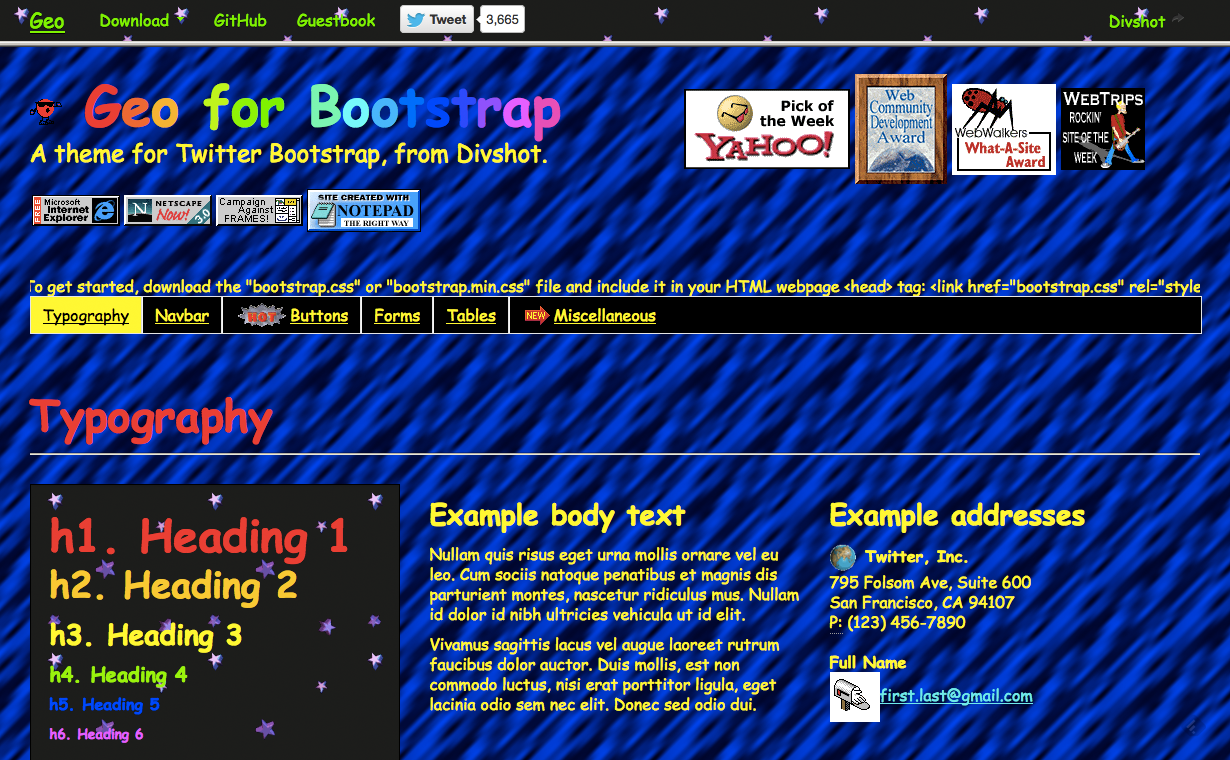 Geo Download GitHub Guestbook Tweet 3,665 Divshot
Geo for Bootstrap
A theme for Twitter Bootstrap, from Divshot.
Pick of
the Week
YAHOO!
Web
Community
Development
Award
WebWalkers
What-A-Site
Award
WEBTRIPS
ROCKIN'
SITE OF THE
WEEK
FREE Microsoft
Internet
Explorer
N NETSCAPE
Now! 3.0
Campaign
Against
FRAMES!
SITE CREATED WITH
NOTEPAD
THE RIGHT WAY
To get started, download the "bootstrap.css" or "bootstrap.min.css" file and include it in your HTML webpage <head> tag: <link href="bootstrap.css" rel="style
Typography Navbar HOT Buttons Forms Tables NEW Miscellaneous
Typography
h1. Heading 1
h2. Heading 2
h3. Heading 3
h4. Heading 4
h5. Heading 5
h6. Heading 6
Example body text
Nullam quis risus eget urna mollis ornare vel eu
leo. Cum sociis natoque penatibus et magnis dis
parturient montes, nascetur ridiculus mus. Nullam
id dolor id nibh ultricies vehicula ut id elit.
Vivamus sagittis lacus vel augue laoreet rutrum
faucibus dolor auctor. Duis mollis, est non
commodo luctus, nisi erat porttitor ligula, eget
lacinia odio sem nec elit. Donec sed odio dui.
Example addresses
Twitter, Inc.
795 Folsom Ave, Suite 600
San Francisco, CA 94107
P: (123) 456-7890
Full Name
first.last@gmail.com